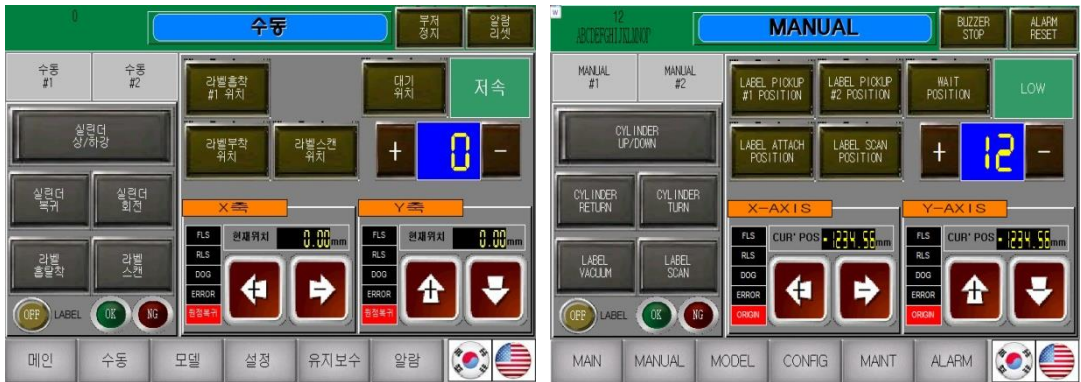 0
수동
부저
정지
알람
리셋
수동
#1
수동
#2
실린더
상/하강
실린더
복귀
실린더
회전
라벨
흡탈착
라벨
스캔
OFF LABEL OK NG
라벨흡착
#1 위치
대기
위치
저속
라벨부착
위치
라벨스캔
위치
+ 0 -
X축
FLS
RLS
DOG
ERROR
원점복귀
현재위치 0.00mm
Y축
FLS
RLS
DOG
ERROR
원점복귀
현재위치 0.00mm
메인 수동 모델 설정 유지보수 알람
W
12
ABCDEFGHIJKLMNOP
MANUAL
BUZZER
STOP
ALARM
RESET
MANUAL
#1
MANUAL
#2
CYLINDER
UP/DOWN
CYLINDER
RETURN
CYLINDER
TURN
LABEL
VACUUM
LABEL
SCAN
OFF LABEL OK NG
LABEL PICKUP
#1 POSITION
LABEL PICKUP
#2 POSITION
WAIT
POSITION
LOW
LABEL ATTACH
POSITION
LABEL SCAN
POSITION
+ 12 -
X-AXIS
FLS
RLS
DOG
ERROR
ORIGIN
CUR' POS -1234.56mm
Y-AXIS
FLS
RLS
DOG
ERROR
ORIGIN
CUR' POS -1234.56mm
MAIN MANUAL MODEL CONFIG MAINT ALARM